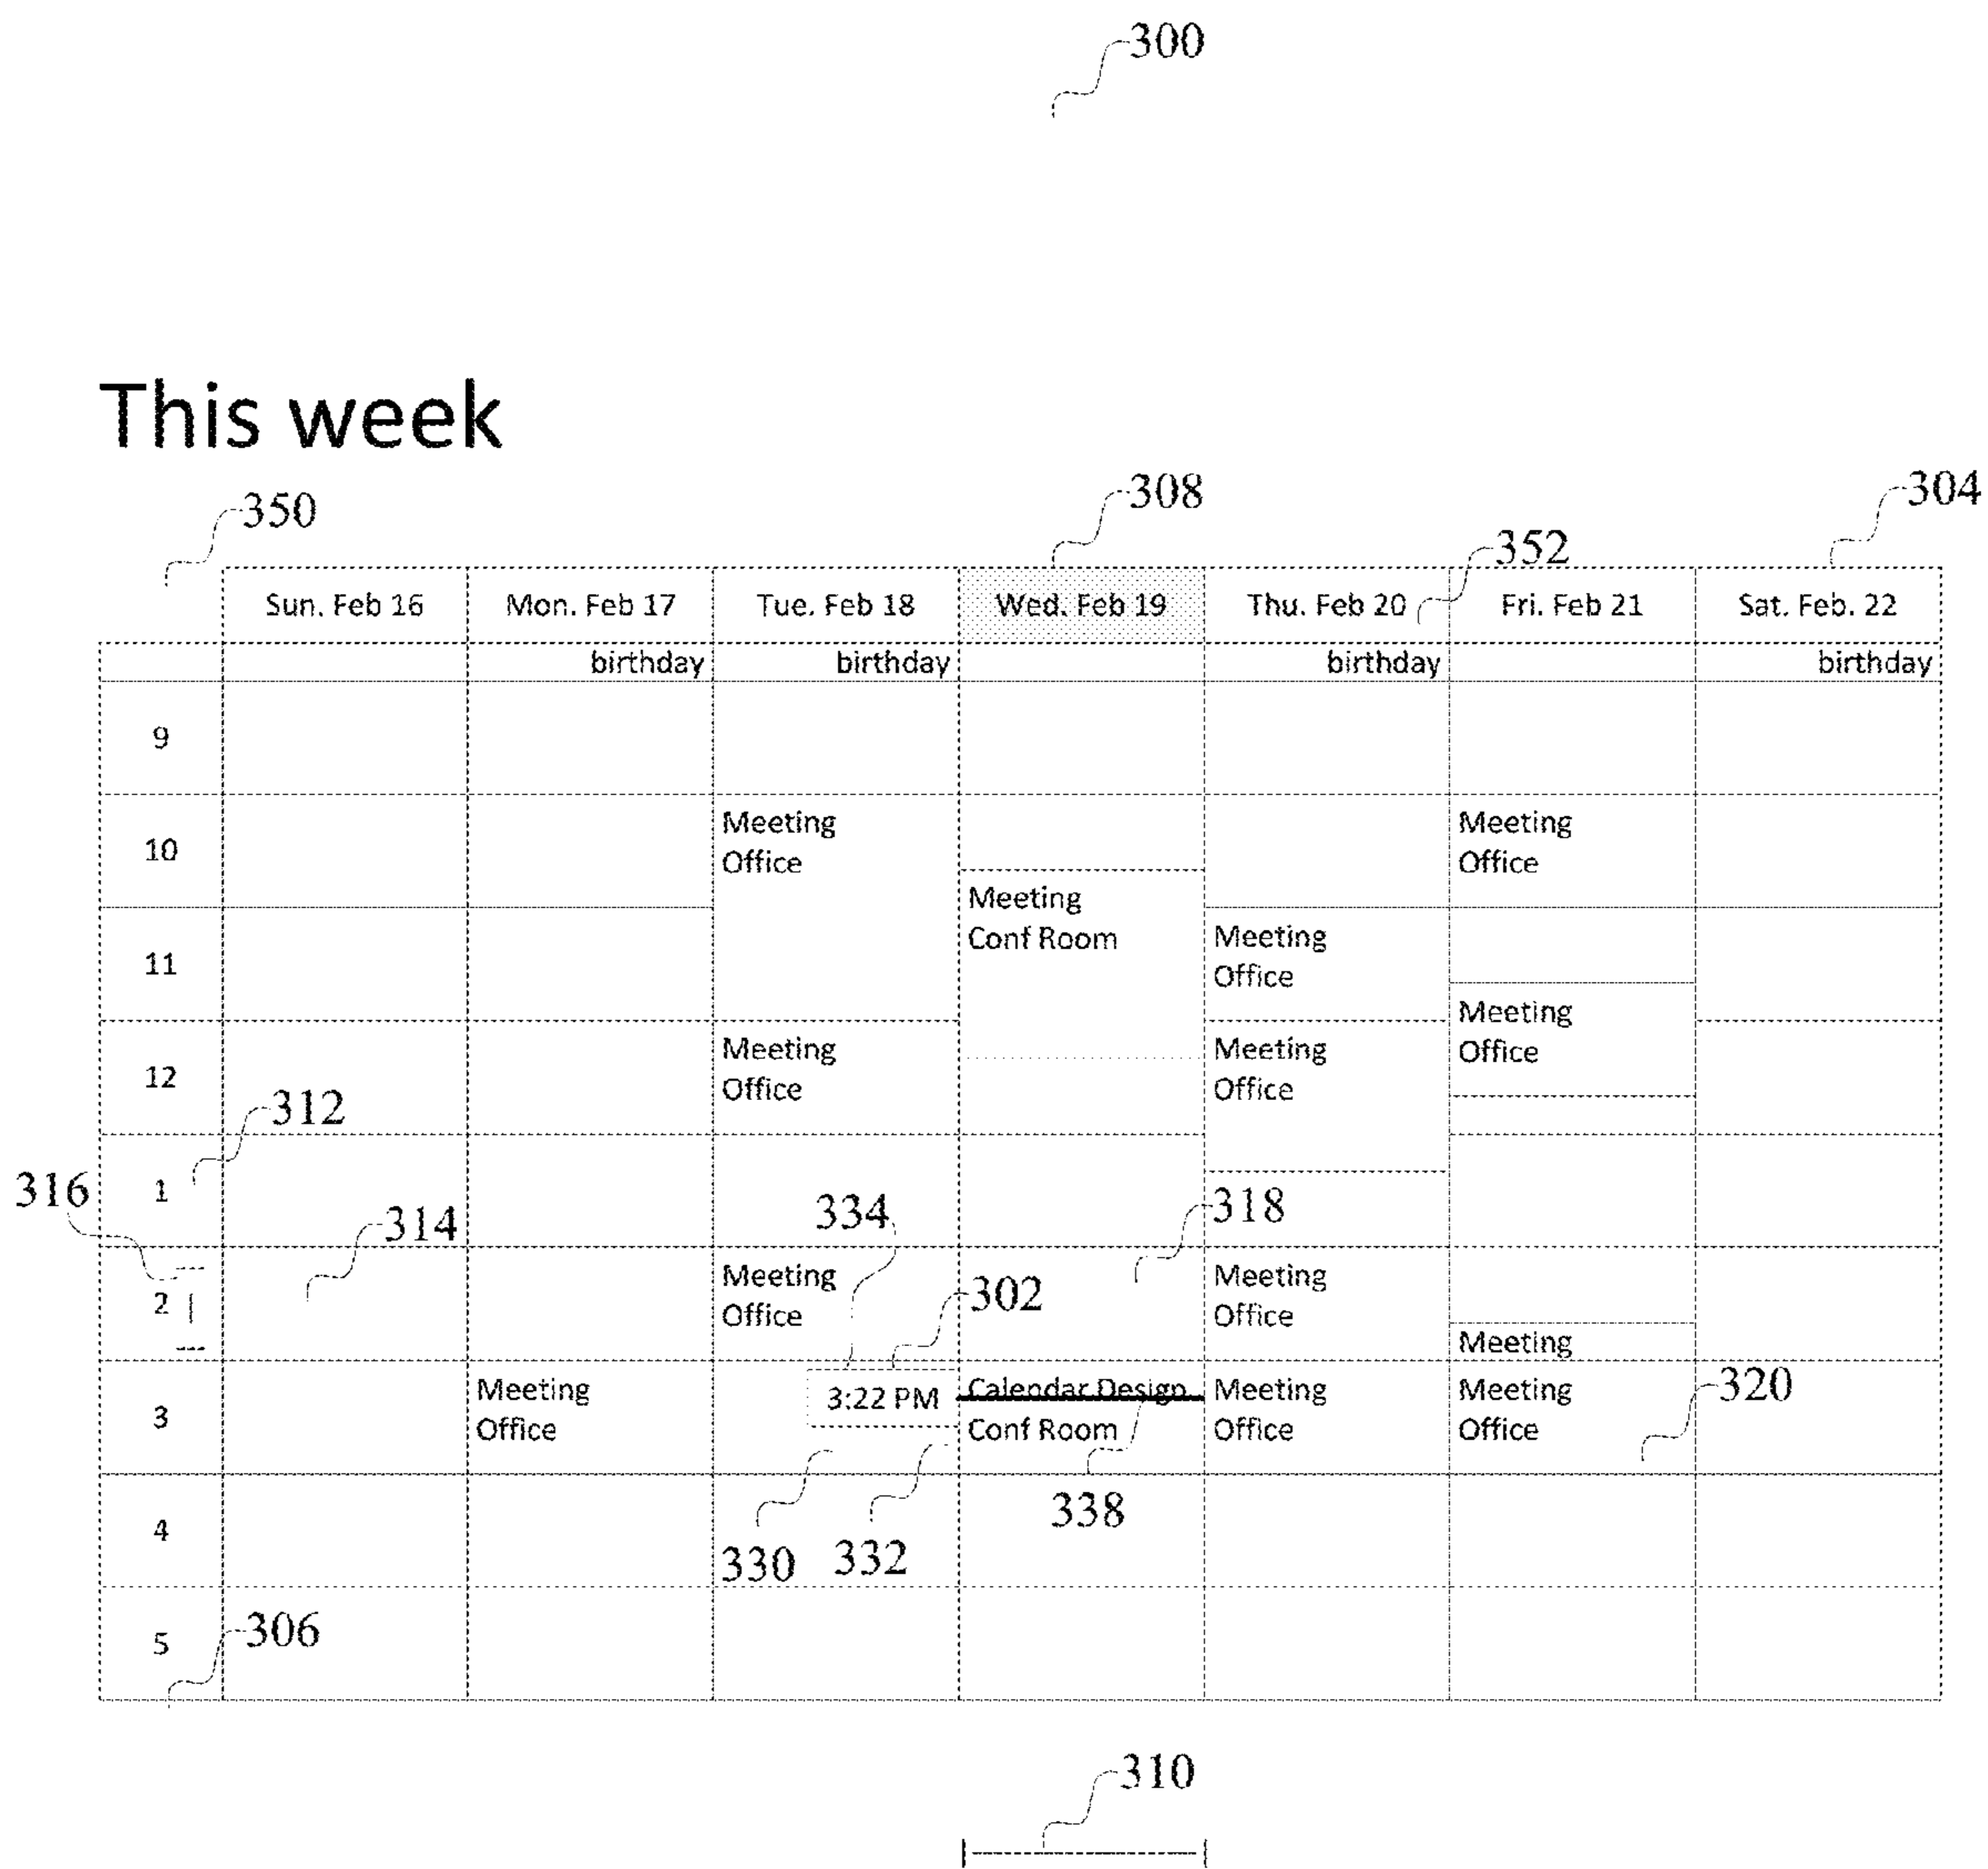 300
This week
350
308
304
352
Sun. Feb 16
Mon. Feb 17
Tue. Feb 18
Wed. Feb 19
Thu. Feb 20
Fri. Feb 21
Sat. Feb. 22
birthday
birthday
birthday
birthday
9
10
Meeting
Office
Meeting
Office
Meeting
Conf Room
11
Meeting
Office
Meeting
Office
12
Meeting
Office
Meeting
Office
312
316
1
334
318
314
2
Meeting
Office
302
Meeting
Office
Meeting
3
Meeting
Office
3:22 PM
Calendar Design
Conf Room
Meeting
Office
Meeting
Office
320
338
4
330
332
5
306
310